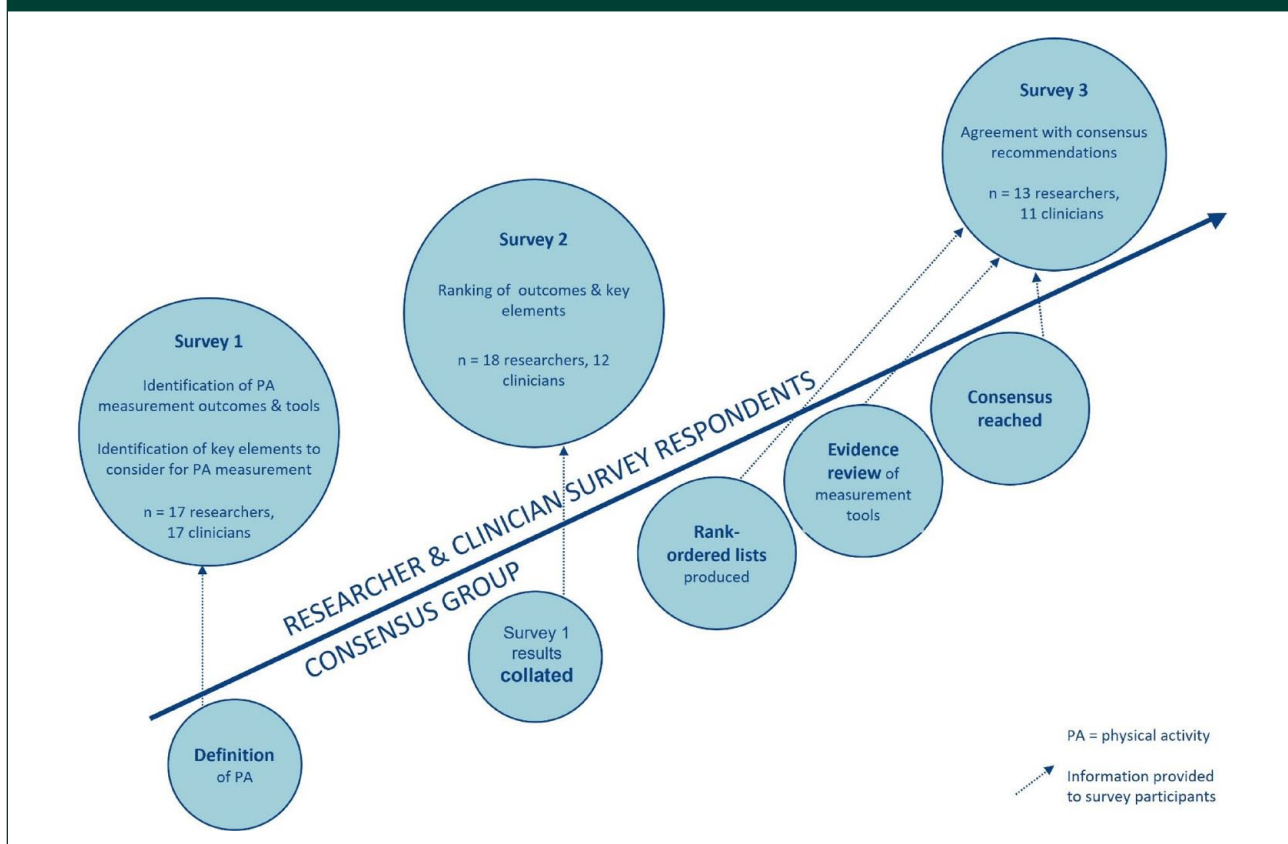 Survey 1
Identification of PA
measurement outcomes & tools
Identification of key elements to
consider for PA measurement
n = 17 researchers,
17 clinicians
Survey 2
Ranking of outcomes & key
elements
n = 18 researchers, 12
clinicians
Survey 3
Agreement with consensus
recommendations
n = 13 researchers,
11 clinicians
RESEARCHER & CLINICIAN SURVEY RESPONDENTS
CONSENSUS GROUP
Definition
of PA
Survey 1
results
collated
Rank-
ordered lists
produced
Evidence
review of
measurement
tools
Consensus
reached
PA = physical activity
Information provided
to survey participants